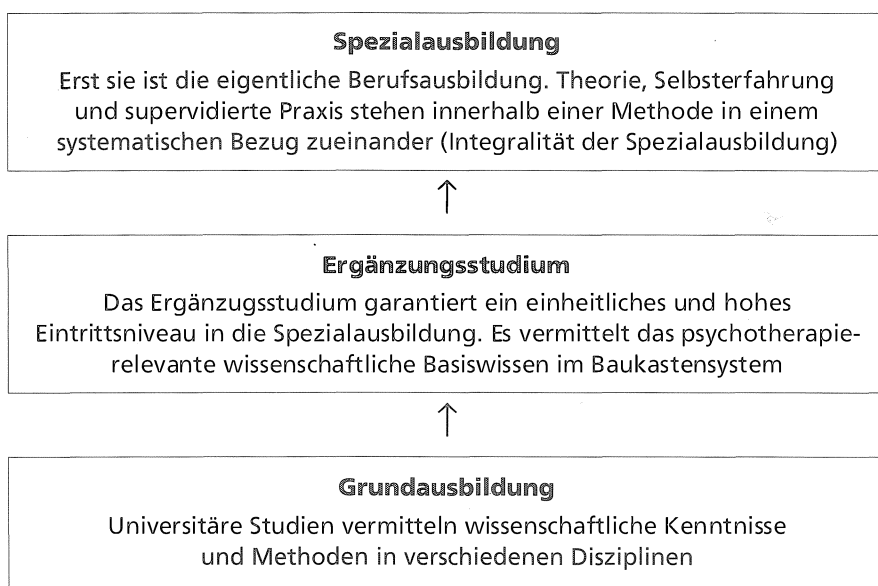 Spezialausbildung
Erst sie ist die eigentliche Berufsausbildung. Theorie, Selbsterfahrung
und supervidierte Praxis stehen innerhalb einer Methode in einem
systematischen Bezug zueinander (Integralität der Spezialausbildung)
Ergänzungsstudium
Das Ergänzugsstudium garantiert ein einheitliches und hohes
Eintrittsniveau in die Spezialausbildung. Es vermittelt das psychotherapie-
relevante wissenschaftliche Basiswissen im Baukastensystem
Grundausbildung
Universitäre Studien vermitteln wissenschaftliche Kenntnisse
und Methoden in verschiedenen Disziplinen